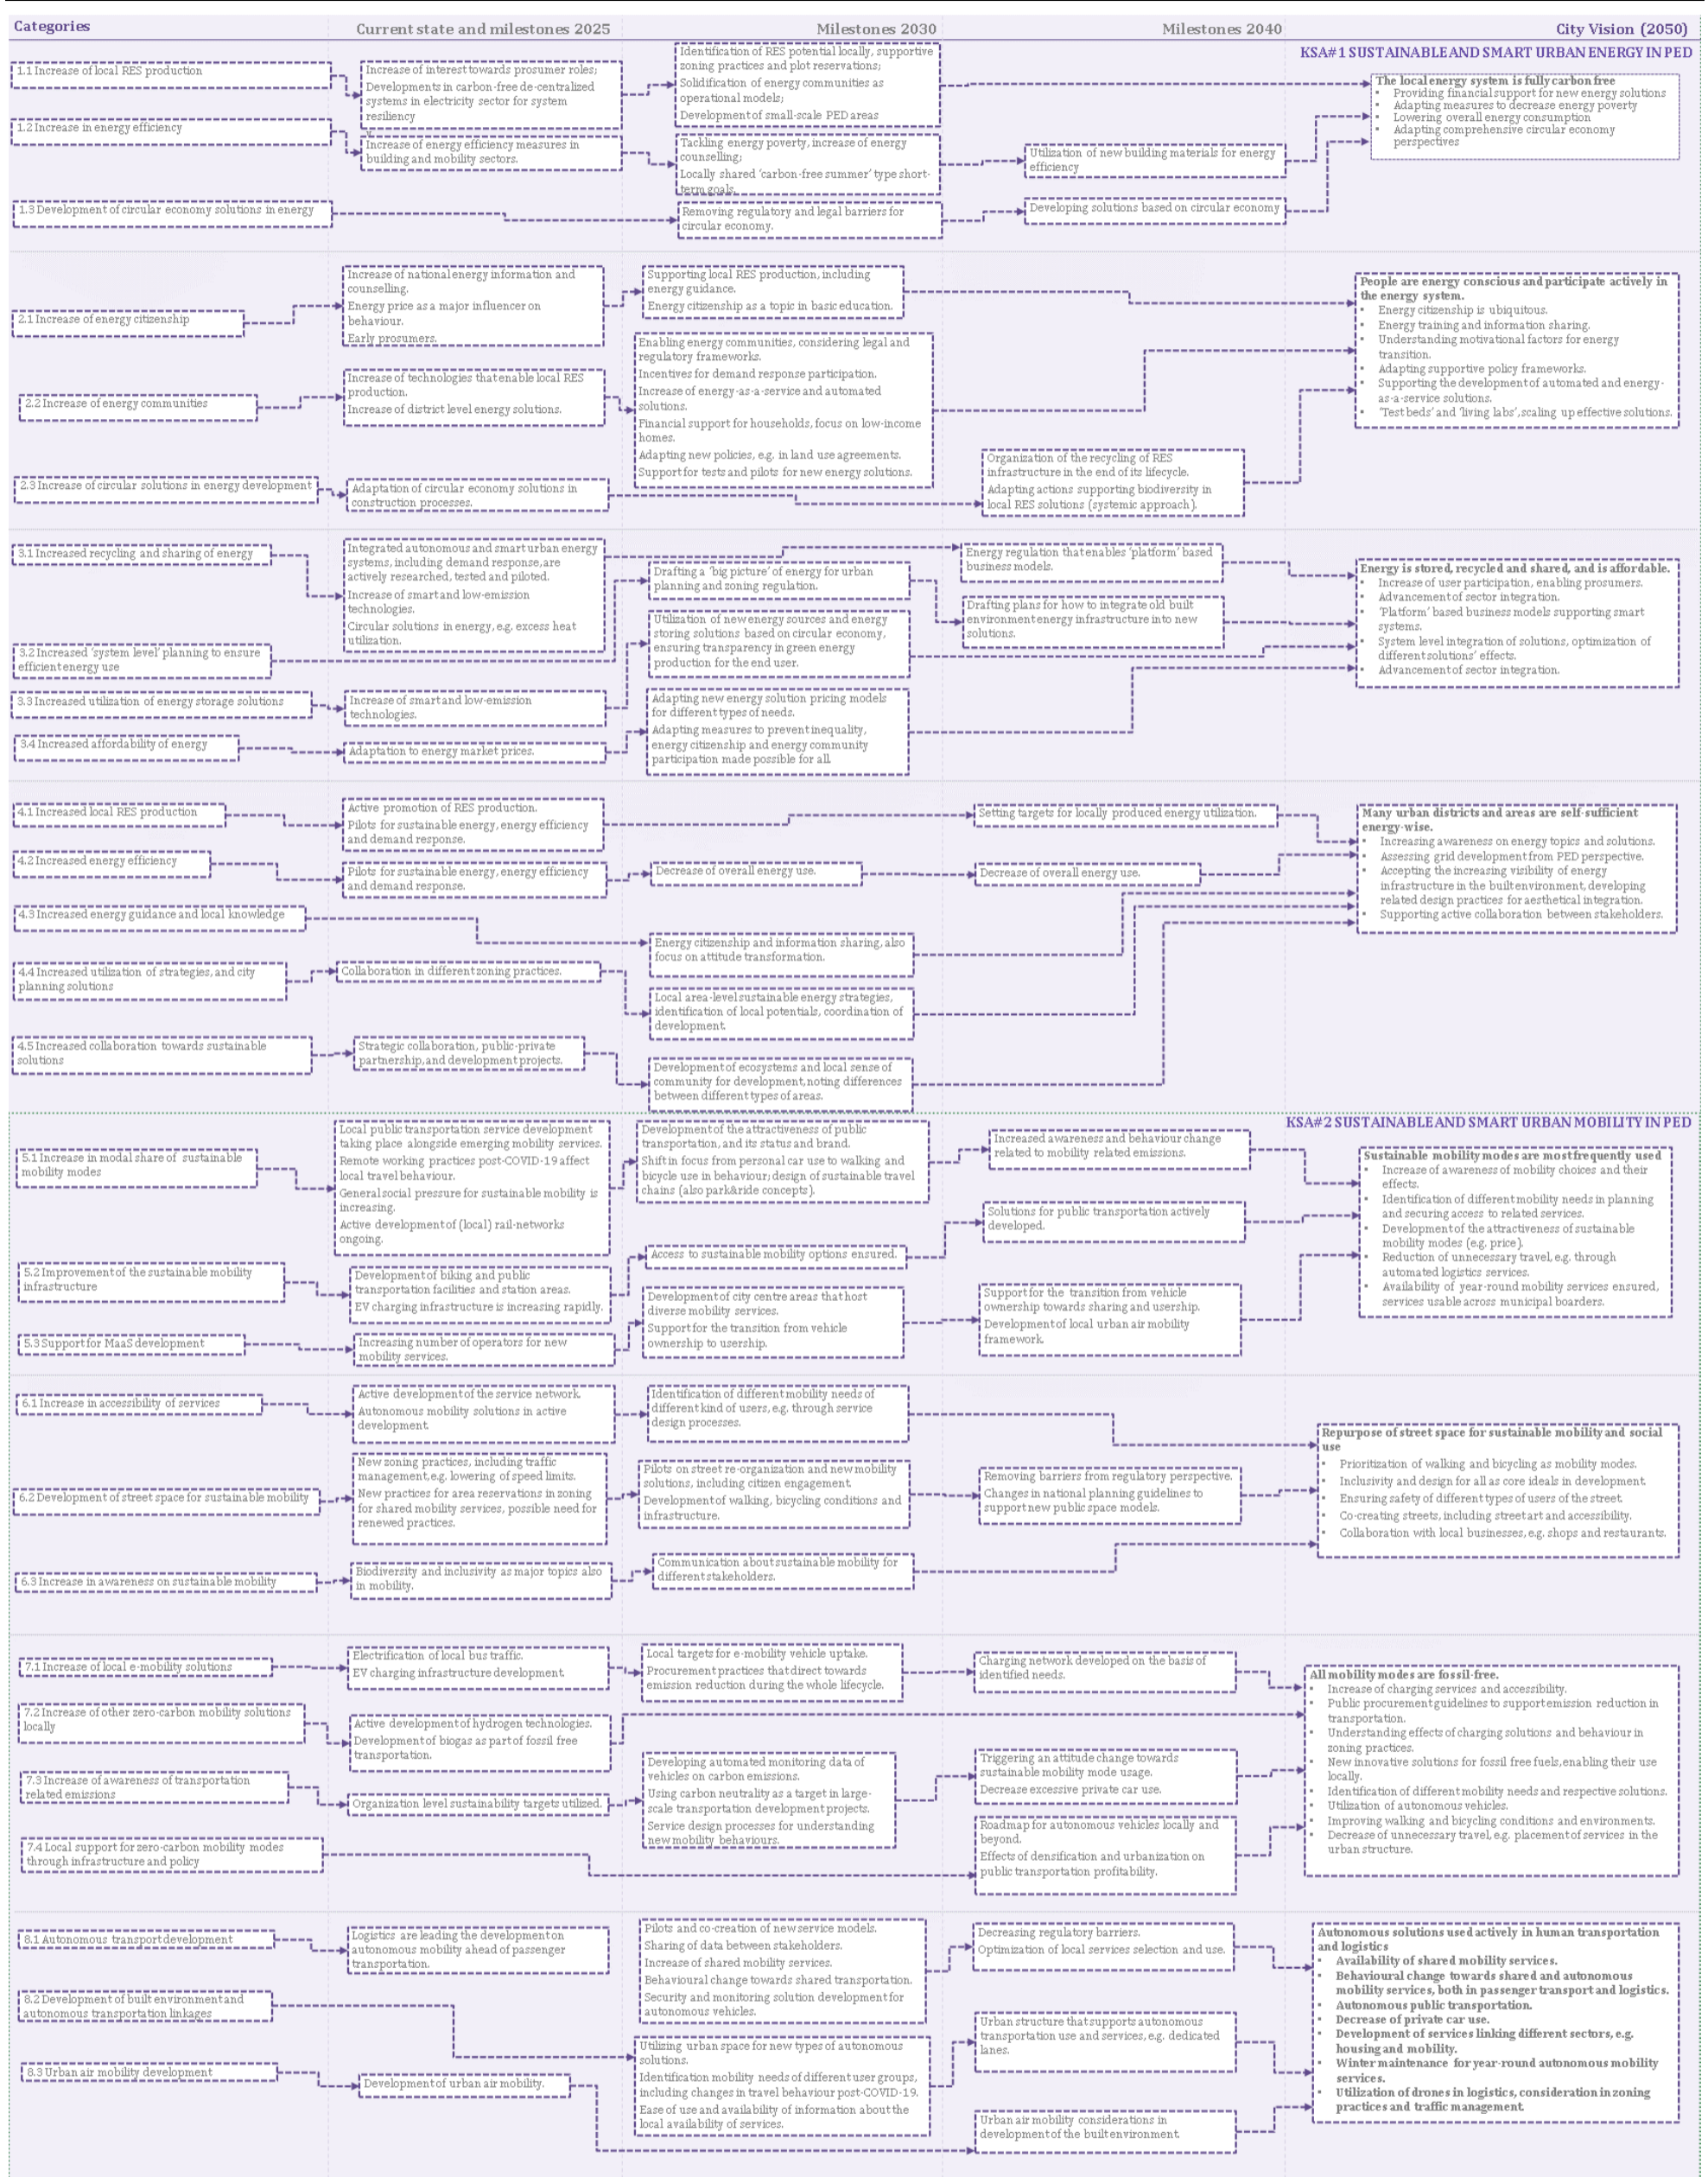 Categories
Current state and milestones 2025
Milestones 2030
Milestones 2040
City Vision (2050)
KSA#1 SUSTAINABLE AND SMART URBAN ENERGY IN PED
1.1 Increase of local RES production
Increase of interest towards prosumer roles;
Developments in carbon-free de-centralized
systems in electricity sector for system
resiliency
Identification of RES potential locally, supportive
zoning practices and plot reservations;
Solidification of energy communities as
operational models;
Development of small-scale PED areas
The local energy system is fully carbon free
▪ Providing financial support for new energy solutions
▪ Adapting measures to decrease energy poverty
▪ Lowering overall energy consumption
▪ Adapting comprehensive circular economy
perspectives
1.2 Increase in energy efficiency
Increase of energy efficiency measures in
building and mobility sectors.
Tackling energy poverty, increase of energy
counselling;
Locally shared 'carbon-free summer' type short-
term goals.
Utilization of new building materials for energy
efficiency
1.3 Development of circular economy solutions in energy
Removing regulatory and legal barriers for
circular economy.
Developing solutions based on circular economy
2.1 Increase of energy citizenship
Increase of national energy information and
counselling.
Energy price as a major influencer on
behaviour.
Early prosumers.
Supporting local RES production, including
energy guidance.
Energy citizenship as a topic in basic education.
People are energy conscious and participate actively in
the energy system.
▪ Energy citizenship is ubiquitous.
▪ Energy training and information sharing.
▪ Understanding motivational factors for energy
transition.
▪ Adapting supportive policy frameworks.
▪ Supporting the development of automated and energy-
as-a-service solutions.
▪ 'Test beds' and 'living labs', scaling up effective solutions.
2.2 Increase of energy communities
Increase of technologies that enable local RES
production.
Increase of district level energy solutions.
Enabling energy communities, considering legal and
regulatory frameworks.
Incentives for demand response participation.
Increase of energy-as-a-service and automated
solutions.
Financial support for households, focus on low-income
homes.
Adapting new policies, e.g. in land use agreements.
Support for tests and pilots for new energy solutions.
2.3 Increase of circular solutions in energy development
Adaptation of circular economy solutions in
construction processes.
Organization of the recycling of RES
infrastructure in the end of its lifecycle.
Adapting actions supporting biodiversity in
local RES solutions (systemic approach).
3.1 Increased recycling and sharing of energy
Integrated autonomous and smart urban energy
systems, including demand response, are
actively researched, tested and piloted.
Increase of smart and low-emission
technologies.
Circular solutions in energy, e.g. excess heat
utilization.
Energy regulation that enables 'platform' based
business models.
Energy is stored, recycled and shared, and is affordable.
▪ Increase of user participation, enabling prosumers.
▪ Advancement of sector integration.
▪ 'Platform' based business models supporting smart
systems.
▪ System level integration of solutions, optimization of
different solutions' effects.
▪ Advancement of sector integration.
3.2 Increased 'system level' planning to ensure
efficient energy use
Drafting a 'big picture' of energy for urban
planning and zoning regulation.
Drafting plans for how to integrate old built
environment energy infrastructure into new
solutions.
3.3 Increased utilization of energy storage solutions
Increase of smart and low-emission
technologies.
Utilization of new energy sources and energy
storing solutions based on circular economy,
ensuring transparency in green energy
production for the end user.
3.4 Increased affordability of energy
Adaptation to energy market prices.
Adapting new energy solution pricing models
for different types of needs.
Adapting measures to prevent inequality,
energy citizenship and energy community
participation made possible for all.
4.1 Increased local RES production
Active promotion of RES production.
Pilots for sustainable energy, energy efficiency
and demand response.
Setting targets for locally produced energy utilization.
Many urban districts and areas are self-sufficient
energy-wise.
▪ Increasing awareness on energy topics and solutions.
▪ Assessing grid development from PED perspective.
▪ Accepting the increasing visibility of energy
infrastructure in the built environment, developing
related design practices for aesthetical integration.
▪ Supporting active collaboration between stakeholders.
4.2 Increased energy efficiency
Pilots for sustainable energy, energy efficiency
and demand response.
Decrease of overall energy use.
Decrease of overall energy use.
4.3 Increased energy guidance and local knowledge
Energy citizenship and information sharing, also
focus on attitude transformation.
4.4 Increased utilization of strategies, and city
planning solutions
Collaboration in different zoning practices.
Local area-level sustainable energy strategies,
identification of local potentials, coordination of
development.
4.5 Increased collaboration towards sustainable
solutions
Strategic collaboration, public-private
partnership, and development projects.
Development of ecosystems and local sense of
community for development, noting differences
between different types of areas.
KSA#2 SUSTAINABLE AND SMART URBAN MOBILITY IN PED
5.1 Increase in modal share of sustainable
mobility modes
Local public transportation service development
taking place alongside emerging mobility services.
Remote working practices post-COVID-19 affect
local travel behaviour.
General social pressure for sustainable mobility is
increasing.
Active development of (local) rail-networks
ongoing.
Development of the attractiveness of public
transportation, and its status and brand.
Shift in focus from personal car use to walking and
bicycle use in behaviour; design of sustainable travel
chains (also park&ride concepts).
Increased awareness and behaviour change
related to mobility related emissions.
Sustainable mobility modes are most frequently used
▪ Increase of awareness of mobility choices and their
effects.
▪ Identification of different mobility needs in planning
and securing access to related services.
▪ Development of the attractiveness of sustainable
mobility modes (e.g. price).
▪ Reduction of unnecessary travel, e.g. through
automated logistics services.
▪ Availability of year-round mobility services ensured,
services usable across municipal boarders.
5.2 Improvement of the sustainable mobility
infrastructure
Development of biking and public
transportation facilities and station areas.
EV charging infrastructure is increasing rapidly.
Access to sustainable mobility options ensured.
Solutions for public transportation actively
developed.
5.3 Support for MaaS development
Increasing number of operators for new
mobility services.
Development of city centre areas that host
diverse mobility services.
Support for the transition from vehicle
ownership to usership.
Support for the transition from vehicle
ownership towards sharing and usership.
Development of local urban air mobility
framework.
6.1 Increase in accessibility of services
Active development of the service network.
Autonomous mobility solutions in active
development.
Identification of different mobility needs of
different kind of users, e.g. through service
design processes.
Repurpose of street space for sustainable mobility and social
use
▪ Prioritization of walking and bicycling as mobility modes.
▪ Inclusivity and design for all as core ideals in development.
▪ Ensuring safety of different types of users of the street.
▪ Co-creating streets, including street art and accessibility.
▪ Collaboration with local businesses, e.g. shops and restaurants.
6.2 Development of street space for sustainable mobility
New zoning practices, including traffic
management, e.g. lowering of speed limits.
New practices for area reservations in zoning
for shared mobility services, possible need for
renewed practices.
Pilots on street re-organization and new mobility
solutions, including citizen engagement.
Development of walking, bicycling conditions and
infrastructure.
Removing barriers from regulatory perspective.
Changes in national planning guidelines to
support new public space models.
6.3 Increase in awareness on sustainable mobility
Biodiversity and inclusivity as major topics also
in mobility.
Communication about sustainable mobility for
different stakeholders.
7.1 Increase of local e-mobility solutions
Electrification of local bus traffic.
EV charging infrastructure development.
Local targets for e-mobility vehicle uptake.
Procurement practices that direct towards
emission reduction during the whole lifecycle.
Charging network developed on the basis of
identified needs.
All mobility modes are fossil-free.
▪ Increase of charging services and accessibility.
▪ Public procurement guidelines to support emission reduction in
transportation.
▪ Understanding effects of charging solutions and behaviour in
zoning practices.
▪ New innovative solutions for fossil free fuels, enabling their use
locally.
▪ Identification of different mobility needs and respective solutions.
▪ Utilization of autonomous vehicles.
▪ Improving walking and bicycling conditions and environments.
▪ Decrease of unnecessary travel, e.g. placement of services in the
urban structure.
7.2 Increase of other zero-carbon mobility solutions
locally
Active development of hydrogen technologies.
Development of biogas as part of fossil free
transportation.
7.3 Increase of awareness of transportation
related emissions
Organization level sustainability targets utilized.
Developing automated monitoring data of
vehicles on carbon emissions.
Using carbon neutrality as a target in large-
scale transportation development projects.
Service design processes for understanding
new mobility behaviours.
Triggering an attitude change towards
sustainable mobility mode usage.
Decrease excessive private car use.
7.4 Local support for zero-carbon mobility modes
through infrastructure and policy
Roadmap for autonomous vehicles locally and
beyond.
Effects of densification and urbanization on
public transportation profitability.
8.1 Autonomous transport development
Logistics are leading the development on
autonomous mobility ahead of passenger
transportation.
Pilots and co-creation of new service models.
Sharing of data between stakeholders.
Increase of shared mobility services.
Behavioural change towards shared transportation.
Security and monitoring solution development for
autonomous vehicles.
Decreasing regulatory barriers.
Optimization of local services selection and use.
Autonomous solutions used actively in human transportation
and logistics
▪ Availability of shared mobility services.
▪ Behavioural change towards shared and autonomous
mobility services, both in passenger transport and logistics.
▪ Autonomous public transportation.
▪ Decrease of private car use.
▪ Development of services linking different sectors, e.g.
housing and mobility.
▪ Winter maintenance for year-round autonomous mobility
services.
▪ Utilization of drones in logistics, consideration in zoning
practices and traffic management.
8.2 Development of built environment and
autonomous transportation linkages
Utilizing urban space for new types of autonomous
solutions.
Identification mobility needs of different user groups,
including changes in travel behaviour post-COVID-19.
Ease of use and availability of information about the
local availability of services.
Urban structure that supports autonomous
transportation use and services, e.g. dedicated
lanes.
8.3 Urban air mobility development
Development of urban air mobility.
Urban air mobility considerations in
development of the built environment.